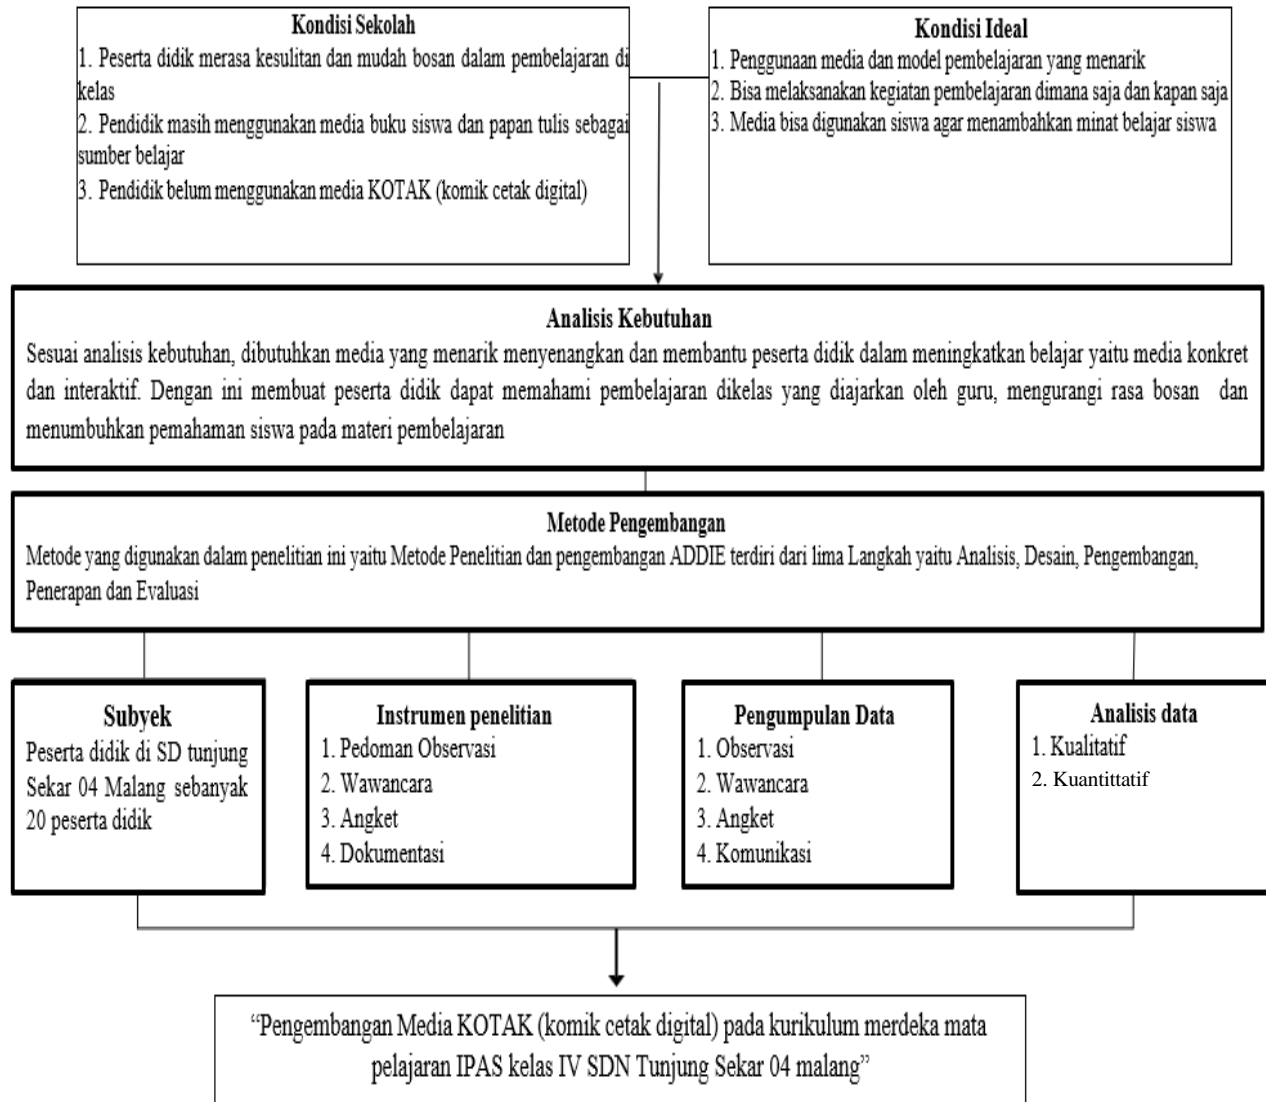 Kondisi Sekolah
1. Peserta didik merasa kesulitan dan mudah bosan dalam pembelajaran di
kelas
2. Pendidik masih menggunakan media buku siswa dan papan tulis sebagai
sumber belajar
3. Pendidik belum menggunakan media KOTAK (komik cetak digital)
Kondisi Ideal
1. Penggunaan media dan model pembelajaran yang menarik
2. Bisa melaksanakan kegiatan pembelajaran dimana saja dan kapan saja
3. Media bisa digunakan siswa agar menambahkan minat belajar siswa
Analisis Kebutuhan
Sesuai analisis kebutuhan, dibutuhkan media yang menarik menyenangkan dan membantu peserta didik dalam meningkatkan belajar yaitu media konkret
dan interaktif. Dengan ini membuat peserta didik dapat memahami pembelajaran dikelas yang diajarkan oleh guru, mengurangi rasa bosan dan
menumbuhkan pemahaman siswa pada materi pembelajaran
Metode Pengembangan
Metode yang digunakan dalam penelitian ini yaitu Metode Penelitian dan pengembangan ADDIE terdiri dari lima Langkah yaitu Analisis, Desain, Pengembangan,
Penerapan dan Evaluasi
Subyek
Peserta didik di SD tunjung
Sekar 04 Malang sebanyak
20 peserta didik
Instrumen penelitian
1. Pedoman Observasi
2. Wawancara
3. Angket
4. Dokumentasi
Pengumpulan Data
1. Observasi
2. Wawancara
3. Angket
4. Komunikasi
Analisis data
1. Kualitatif
2. Kuantittatif
“Pengembangan Media KOTAK (komik cetak digital) pada kurikulum merdeka mata
pelajaran IPAS kelas IV SDN Tunjung Sekar 04 malang”